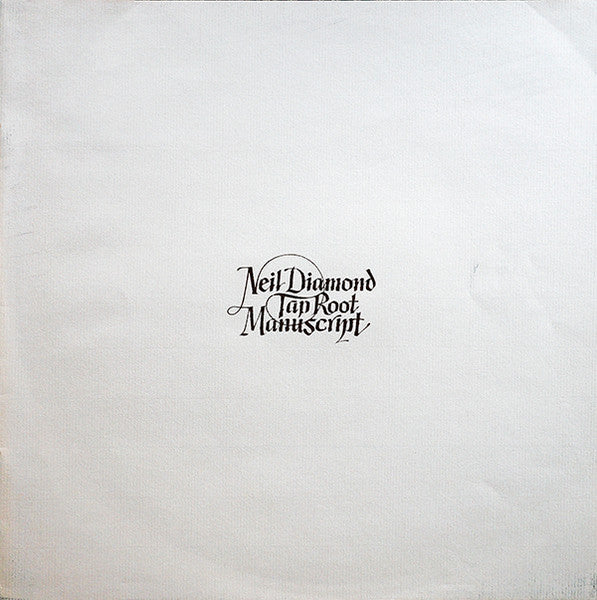 Neil Diamond
Tap Root
Manuscript